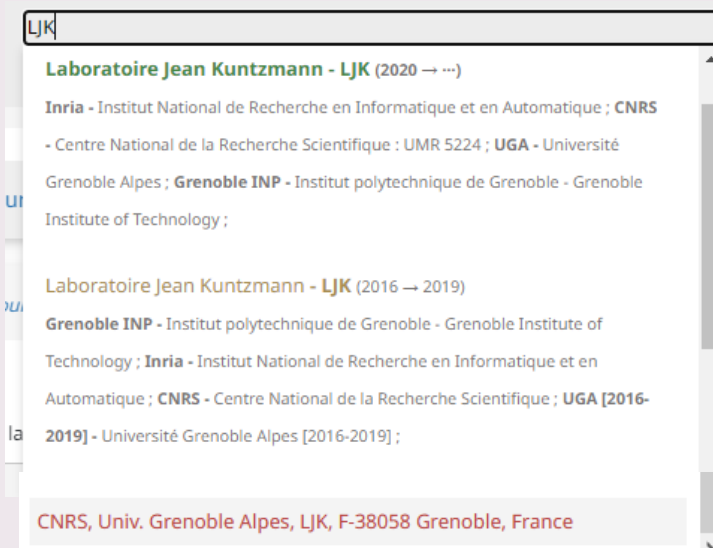 LJK
Laboratoire Jean Kuntzmann - LJK (2020 → ···)
Inria - Institut National de Recherche en Informatique et en Automatique ; CNRS
- Centre National de la Recherche Scientifique : UMR 5224 ; UGA - Université
Grenoble Alpes ; Grenoble INP - Institut polytechnique de Grenoble - Grenoble
Institute of Technology ;
Laboratoire Jean Kuntzmann - LJK (2016 → 2019)
Grenoble INP - Institut polytechnique de Grenoble - Grenoble Institute of
Technology ; Inria - Institut National de Recherche en Informatique et en
Automatique ; CNRS - Centre National de la Recherche Scientifique ; UGA [2016-
la
2019] - Université Grenoble Alpes [2016-2019] ;
CNRS, Univ. Grenoble Alpes, LJK, F-38058 Grenoble, France